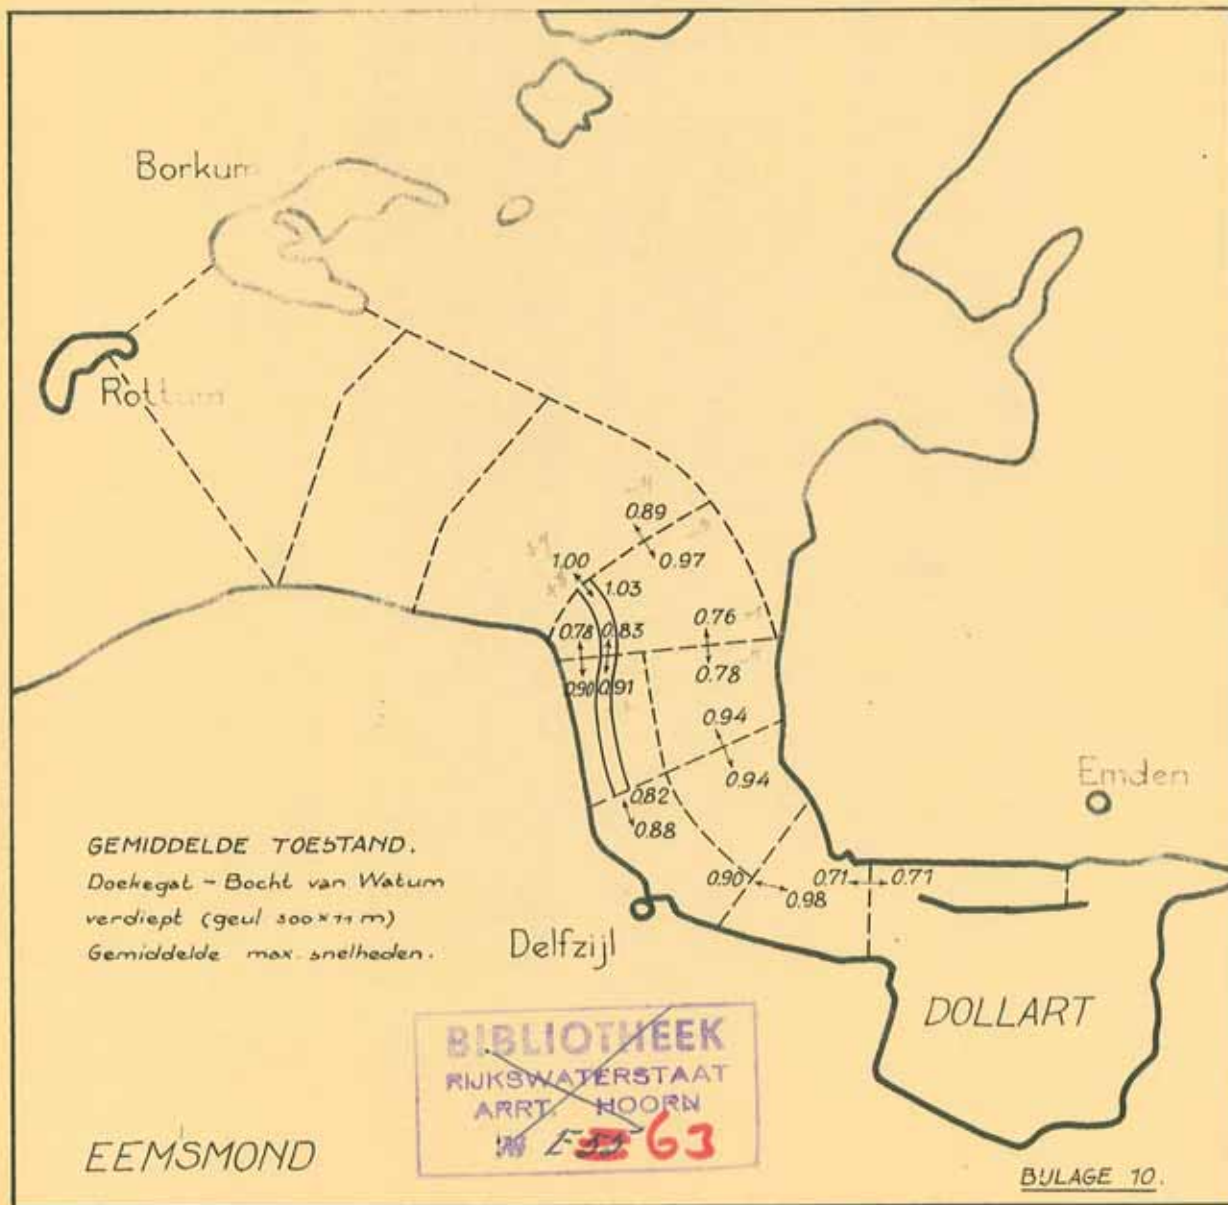 Borkum
Rottum
0.89
0.97
1.00
1.03
0.78 0.83
0.76
0.90 0.91
0.78
0.94
0.94
0.82
0.88
Emden
GEMIDDELDE TOESTAND.
Doekegat - Bocht van Watum
verdiept (geul 300 x 11 m)
Gemiddelde max. snelheden.
0.90
0.98
0.71
0.71
Delfzijl
DOLLART
BIBLIOTHEEK
RIJKSWATERSTAAT
ARRT. HOORN
63
EEMSMOND
BIJLAGE 10.